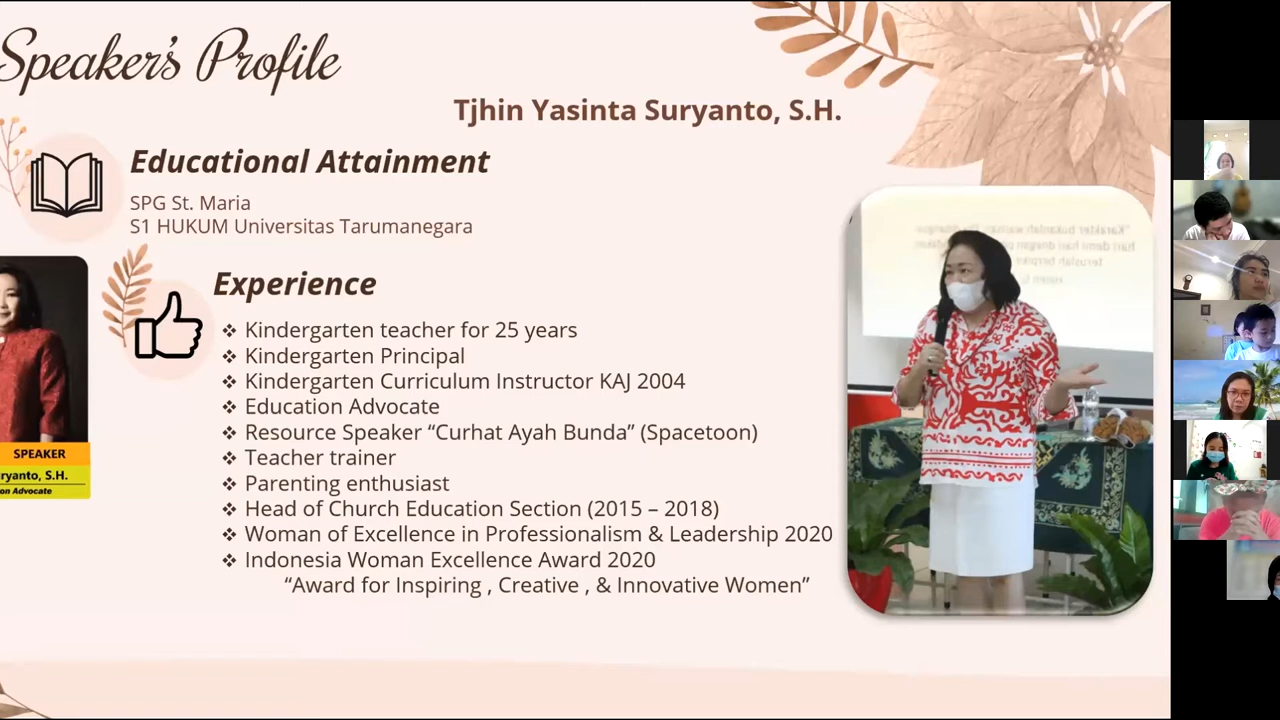 Speaker's Profile
Tjhin Yasinta Suryanto, S.H.
Educational Attainment
SPG St. Maria
S1 HUKUM Universitas Tarumanegara
Experience
❖ Kindergarten teacher for 25 years
❖ Kindergarten Principal
❖ Kindergarten Curriculum Instructor KAJ 2004
❖ Education Advocate
❖ Resource Speaker “Curhat Ayah Bunda” (Spacetoon)
❖ Teacher trainer
❖ Parenting enthusiast
❖ Head of Church Education Section (2015 – 2018)
❖ Woman of Excellence in Professionalism & Leadership 2020
❖ Indonesia Woman Excellence Award 2020
“Award for Inspiring , Creative , & Innovative Women”
SPEAKER
ryanto, S.H.
on Advocate